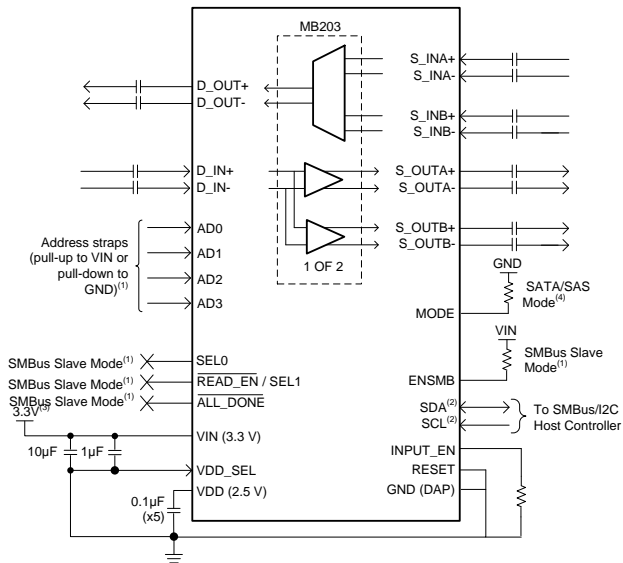 MB203
D_OUT+
D_OUT-
S_INA+
S_INA-
S_INB+
S_INB-
D_IN+
D_IN-
S_OUTA+
S_OUTA-
S_OUTB+
S_OUTB-
1 OF 2
Address straps
(pull-up to VIN or
pull-down to
GND)(1)
AD0
AD1
AD2
AD3
GND
SATA/SAS
Mode(4)
MODE
VIN
SMBus Slave
Mode(1)
ENSMB
SMBus Slave Mode(1)
SEL0
SMBus Slave Mode(1)
READ_EN / SEL1
SMBus Slave Mode(1)
ALL_DONE
SDA(2)
SCL(2)
To SMBus/I2C
Host Controller
3.3V(3)
VIN (3.3 V)
10µF
1µF
VDD_SEL
VDD (2.5 V)
0.1µF
(x5)
INPUT_EN
RESET
GND (DAP)